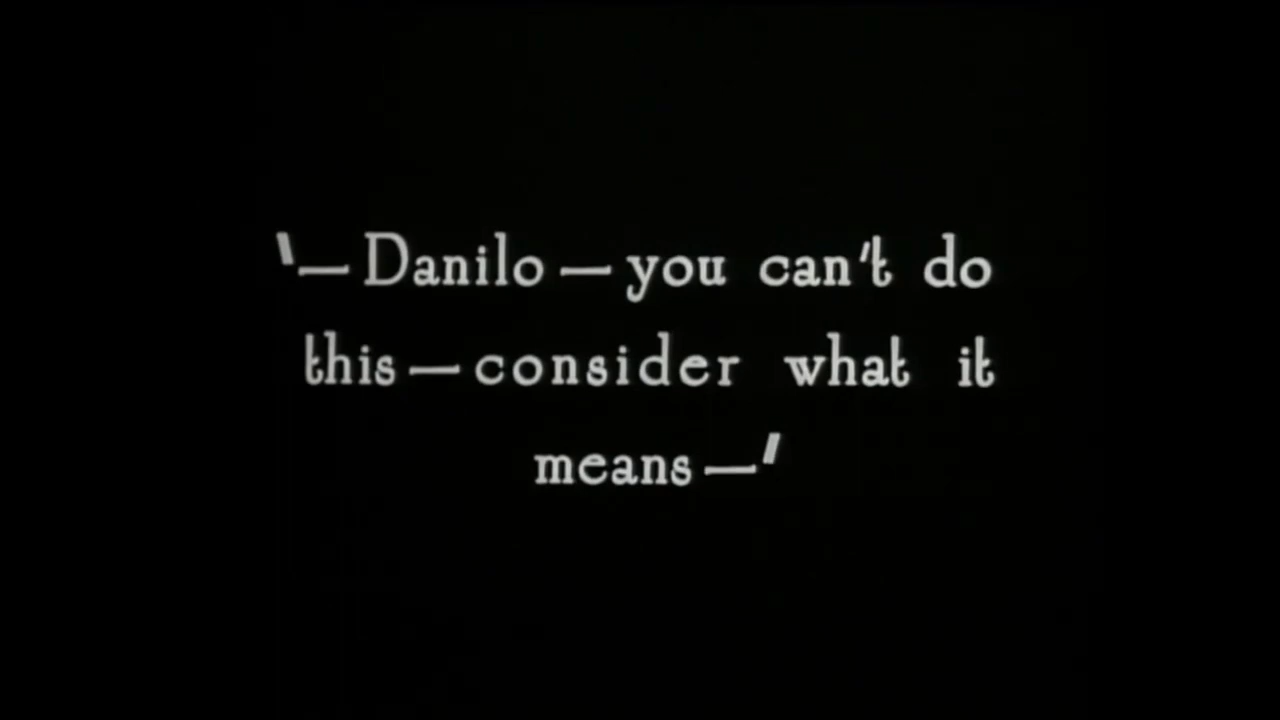 '—Danilo—you can't do
this—consider what it
means—'